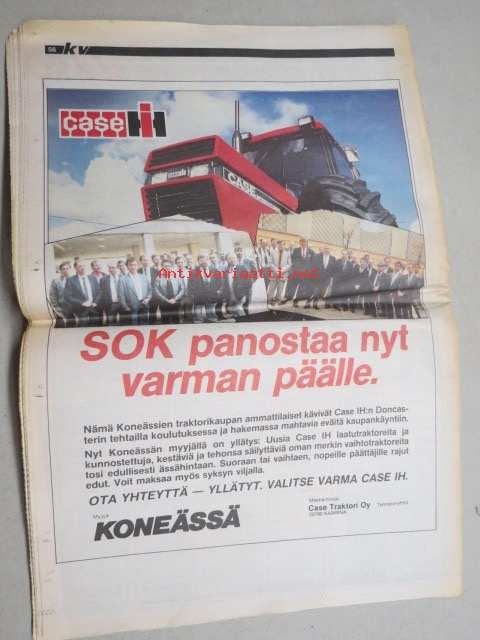 56 kv
case IH
CASE
Antikvariaatti.net
SOK panostaa nyt
varman päälle.
Nämä Koneässien traktorikaupan ammattilaiset kävivät Case IH:n Doncas-
terin tehtailla koulutuksessa ja hakemassa mahtavia eväitä kaupankäyntiin.
Nyt Koneässän myyjällä on yllätys: Uusia Case IH laatutraktoreita ja
kunnostettuja, kestäviä ja tehonsa säilyttäviä oman merkin vaihtotraktoreita
tosi edullisesti ässähintaan. Suoraan tai vaihtaen, nopeille päättäjille rajut
edut. Voit maksaa myös syksyn viljalla.
OTA YHTEYTTÄ — YLLÄTYT. VALITSE VARMA CASE IH.
Myyjä
KONEÄSSÄ
Maahantuoja
Case Traktori Oy